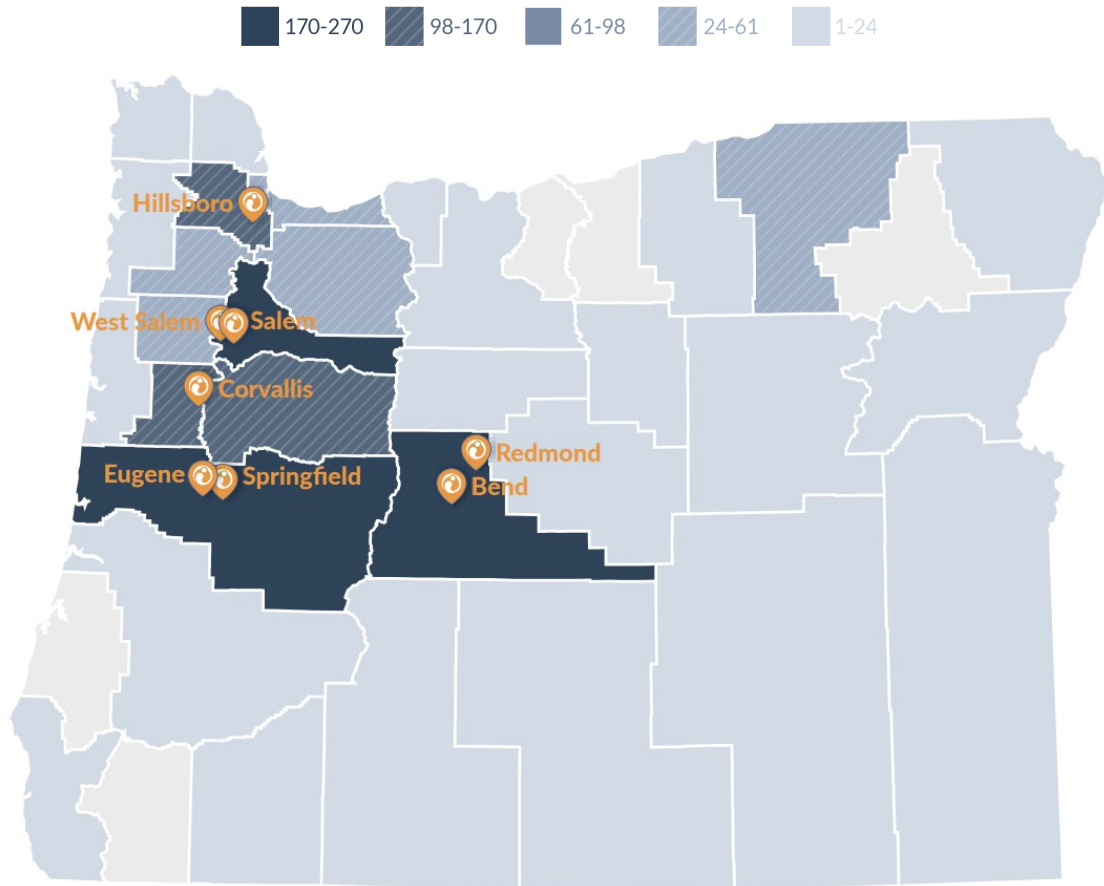 170-270 98-170 61-98 24-61 1-24
Hillsboro
West Salem Salem
Corvallis
Redmond
Eugene Springfield
Bend